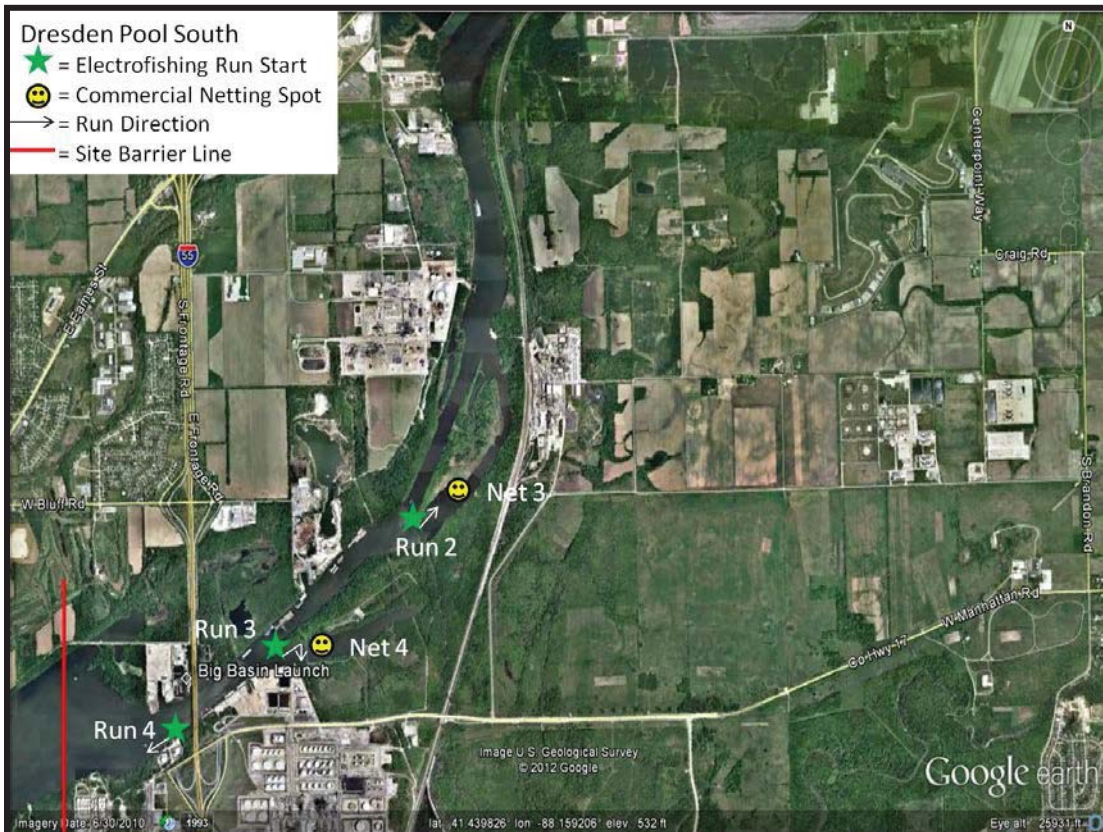 Dresden Pool South
= Electrofishing Run Start
= Commercial Netting Spot
= Run Direction
= Site Barrier Line
N
55
E Eames St
S Frontage Rd
E Frontage Rd
Centerpoint Way
Craig Rd
W Bluff Rd
S Brandon Rd
Net 3
Run 2
W Manhattan Rd
Co Hwy 17
Run 3
Net 4
Big Basin Launch
Run 4
Image U.S. Geological Survey
© 2012 Google
Google earth
Imagery Date: 6/30/2010
1993
lat 41.439826° lon -88.159206° elev 532 ft
Eye alt 25931 ft